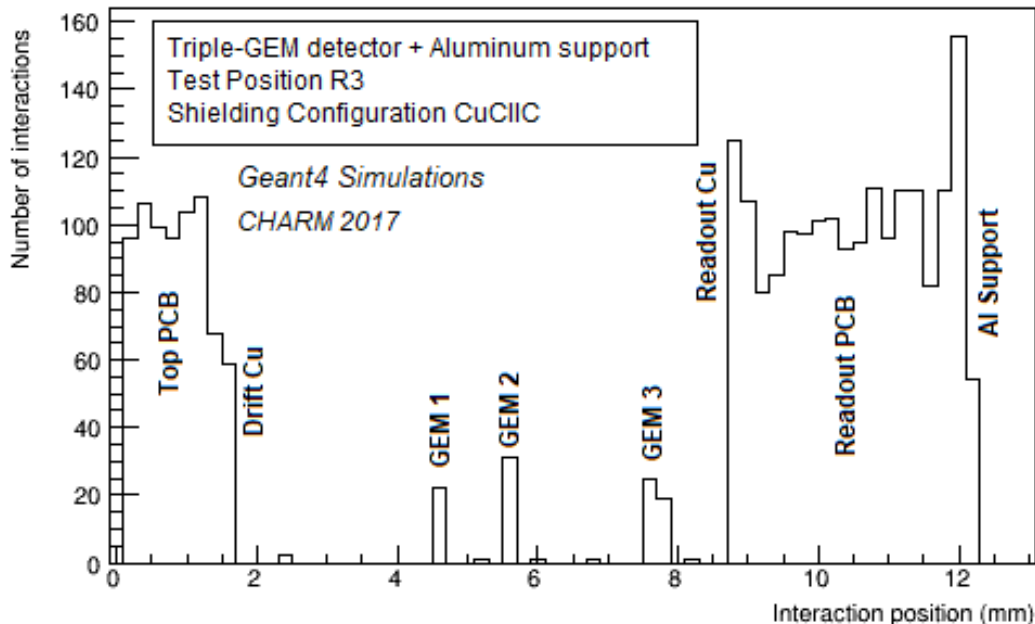 Number of interactions
160
140
120
100
80
60
40
20
0
Triple-GEM detector + Aluminum support
Test Position R3
Shielding Configuration CuCIIC
Geant4 Simulations
CHARM 2017
Top PCB
Drift Cu
GEM 1
GEM 2
GEM 3
Readout Cu
Readout PCB
Al Support
0 2 4 6 8 10 12
Interaction position (mm)